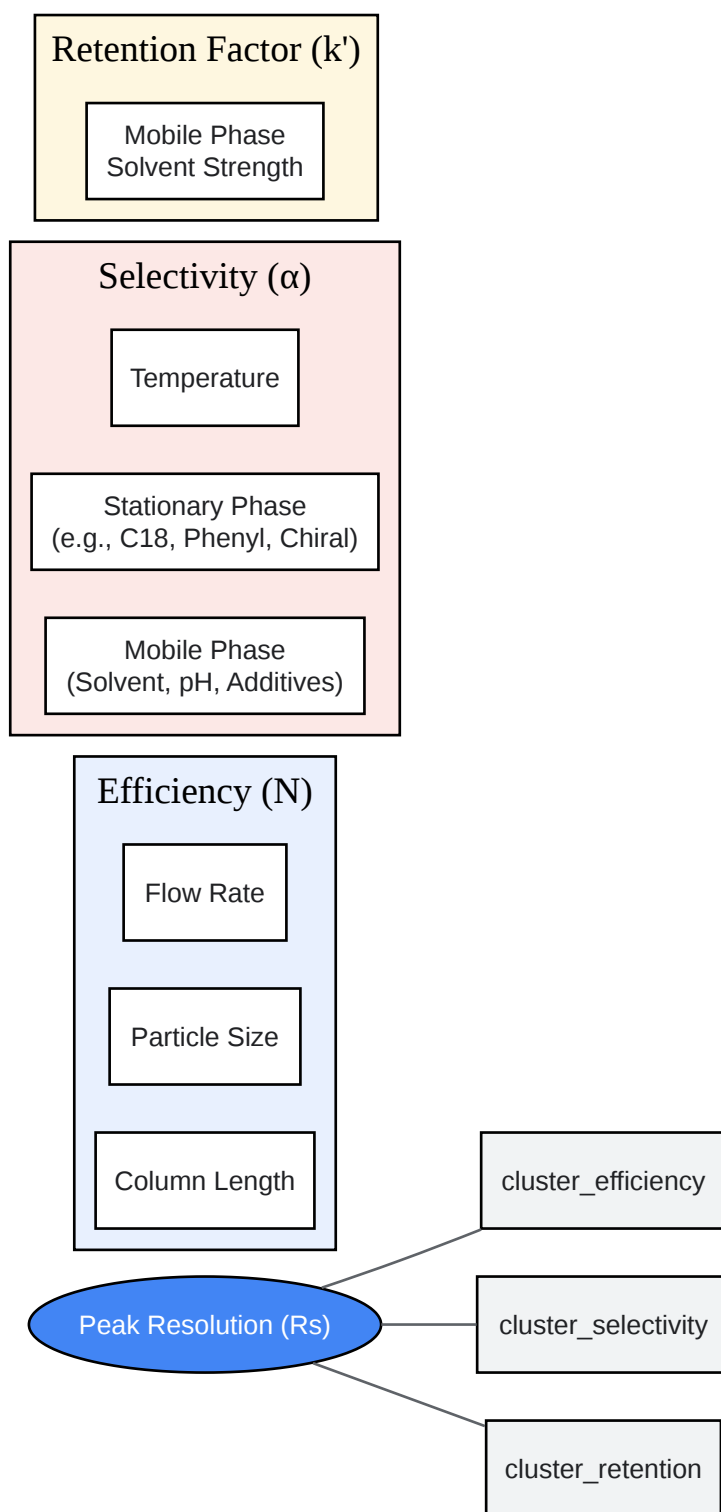 Retention Factor (k')
Mobile Phase
Solvent Strength
Selectivity (α)
Temperature
Stationary Phase
(e.g., C18, Phenyl, Chiral)
Mobile Phase
(Solvent, pH, Additives)
Efficiency (N)
Flow Rate
Particle Size
Column Length
cluster_efficiency
Peak Resolution (Rs)
cluster_selectivity
cluster_retention